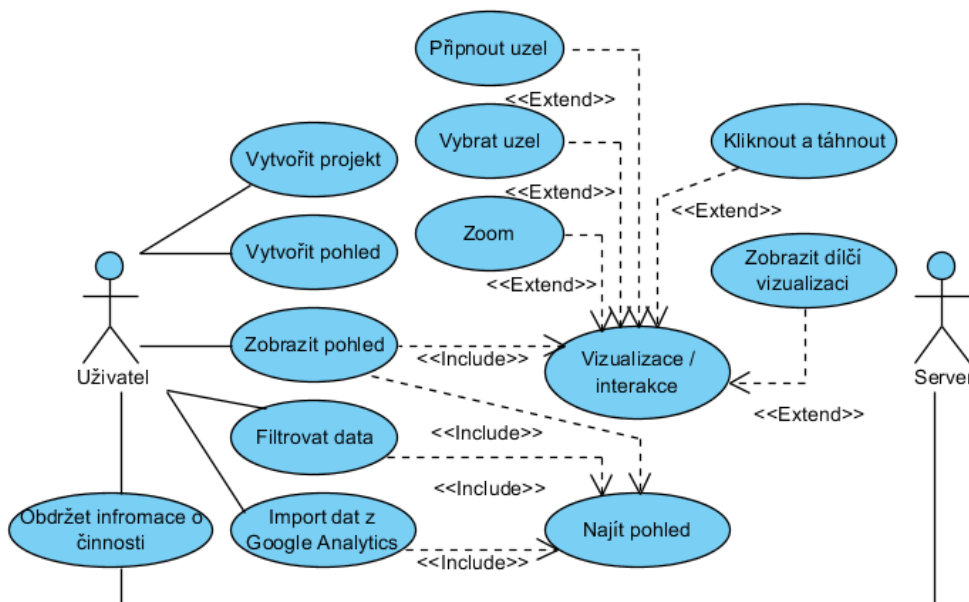 Připnout uzel
<<Extend>>
Vytvořit projekt
Vybrat uzel
Kliknout a táhnout
<<Extend>>
<<Extend>>
Vytvořit pohled
Zoom
Zobrazit dílčí
vizualizaci
<<Extend>>
Zobrazit pohled
<<Include>>
Vizualizace /
interakce
Uživatel
Server
<<Extend>>
Filtrovat data
<<Include>>
<<Include>>
Obdržet infromace o
činnosti
Import dat z
Google Analytics
Najít pohled
<<Include>>